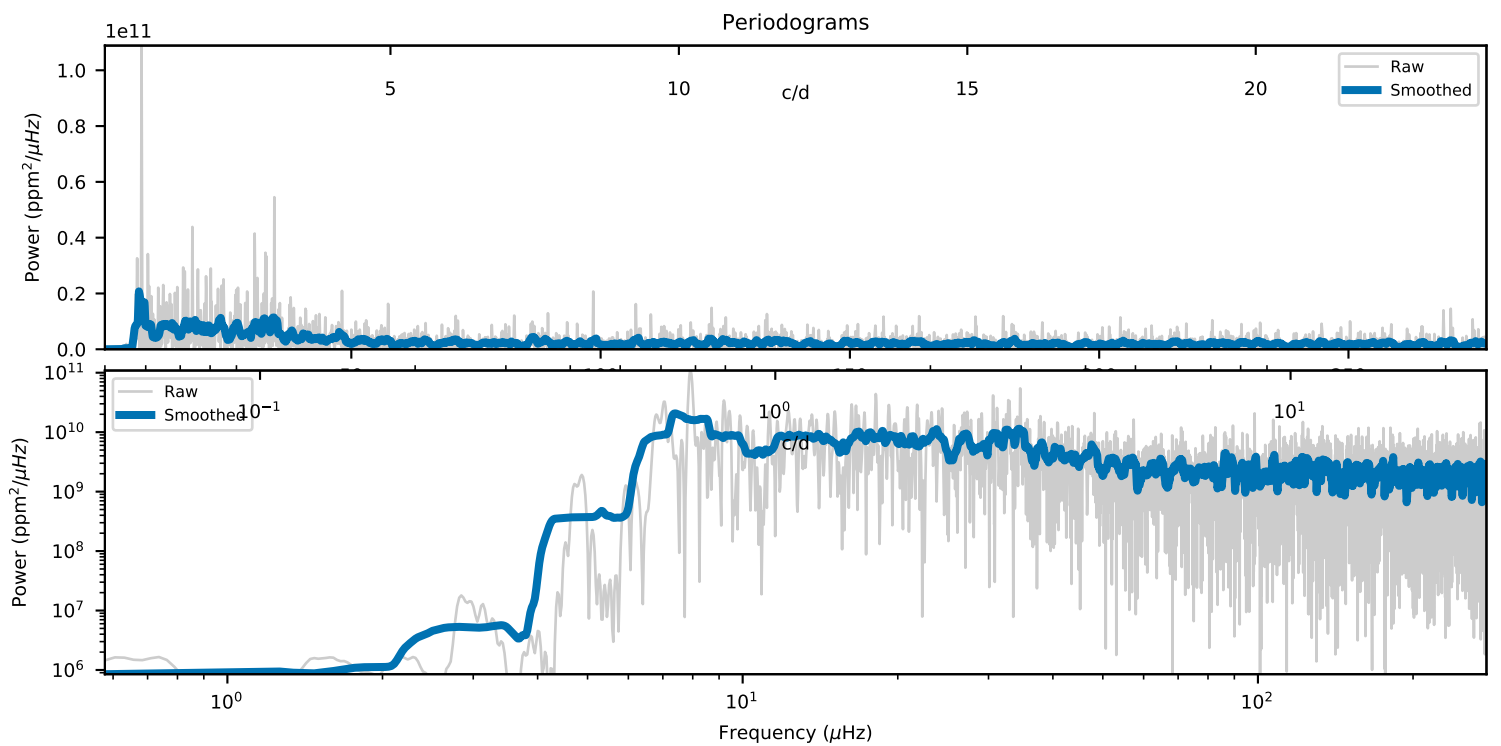 Periodograms
1e11
Power (ppm²/μHz)
1.0
0.8
0.6
0.4
0.2
0.0
5
10
15
20
c/d
Raw
Smoothed
Power (ppm²/μHz)
10¹¹
10¹⁰
10⁹
10⁸
10⁷
10⁶
Raw
Smoothed
10⁻¹
10⁰
10¹
c/d
10⁰
10¹
10²
Frequency (μHz)